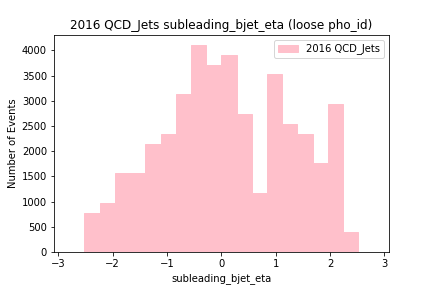 2016 QCD_Jets subleading_bjet_eta (loose pho_id)
2016 QCD_Jets
Number of Events
4000
3500
3000
2500
2000
1500
1000
500
0
−3 −2 −1 0 1 2 3
subleading_bjet_eta